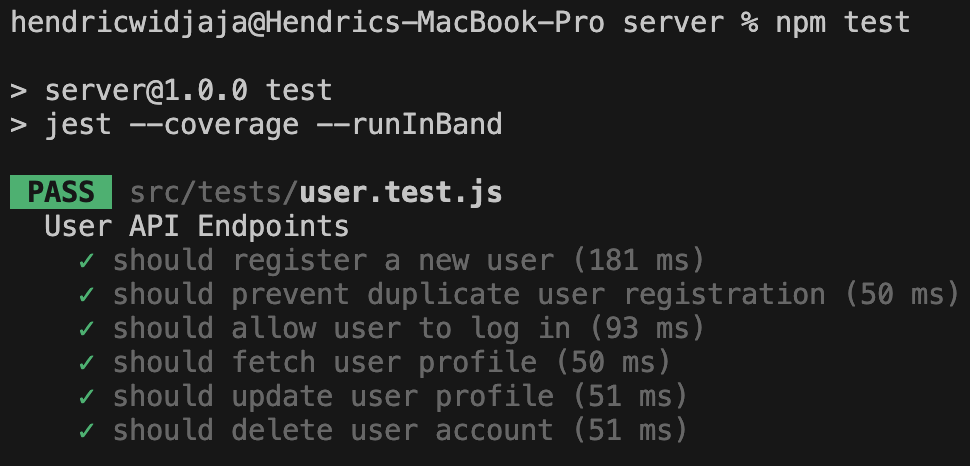 hendricwidjaja@Hendrics-MacBook-Pro server % npm test
> server@1.0.0 test
> jest --coverage --runInBand
PASS src/tests/user.test.js
User API Endpoints
✓ should register a new user (181 ms)
✓ should prevent duplicate user registration (50 ms)
✓ should allow user to log in (93 ms)
✓ should fetch user profile (50 ms)
✓ should update user profile (51 ms)
✓ should delete user account (51 ms)